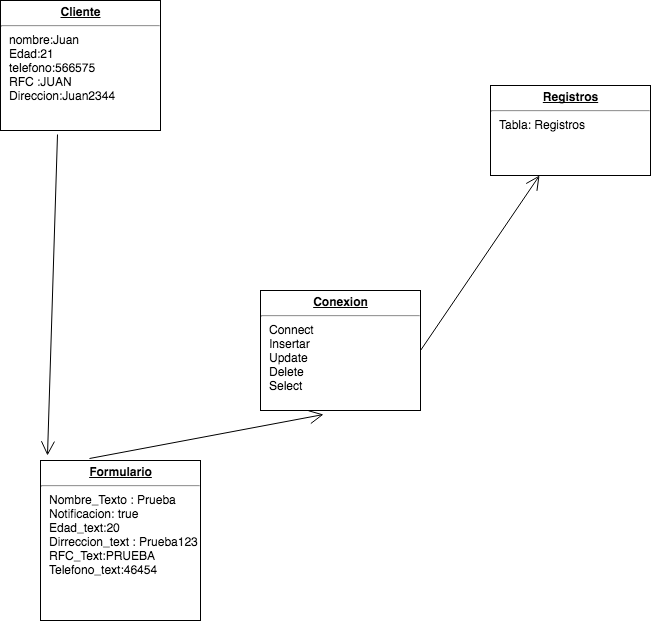 Cliente
nombre:Juan
Edad:21
telefono:566575
RFC :JUAN
Direccion:Juan2344
Registros
Tabla: Registros
Conexion
Connect
Insertar
Update
Delete
Select
Formulario
Nombre_Texto : Prueba
Notificacion: true
Edad_text:20
Dirreccion_text : Prueba123
RFC_Text:PRUEBA
Telefono_text:46454